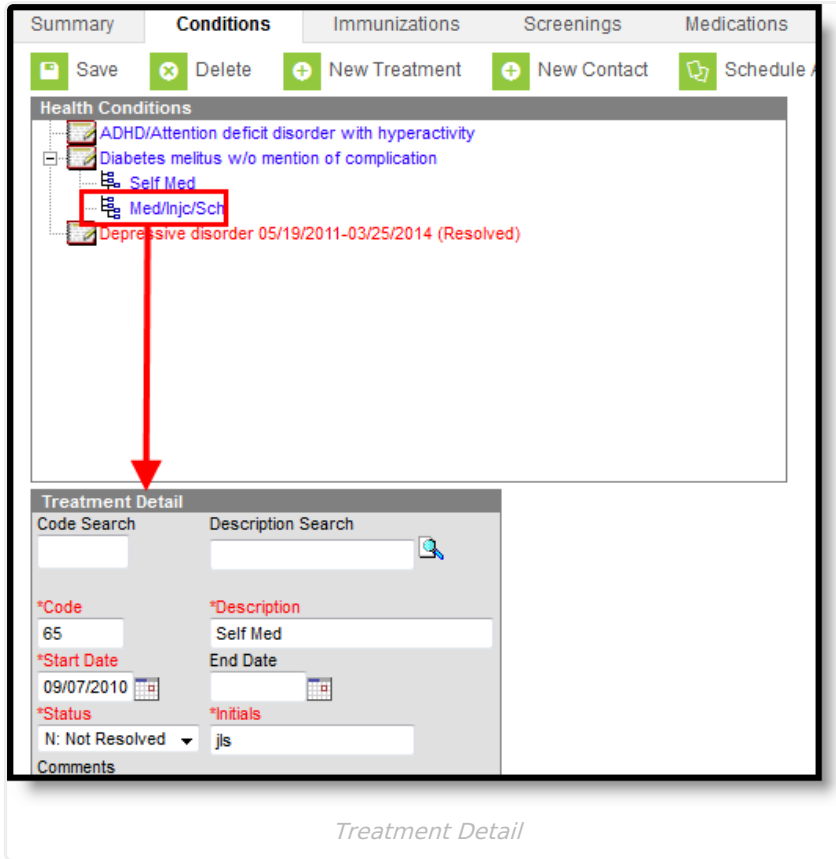 Summary Conditions Immunizations Screenings Medications
Save Delete New Treatment New Contact Schedule
Health Conditions
ADHD/Attention deficit disorder with hyperactivity
Diabetes melitus w/o mention of complication
Self Med
Med/Injc/Sch
Depressive disorder 05/19/2011-03/25/2014 (Resolved)
Treatment Detail
Code Search Description Search
*Code *Description
65 Self Med
*Start Date End Date
09/07/2010
*Status *Initials
N: Not Resolved jls
Comments
Treatment Detail